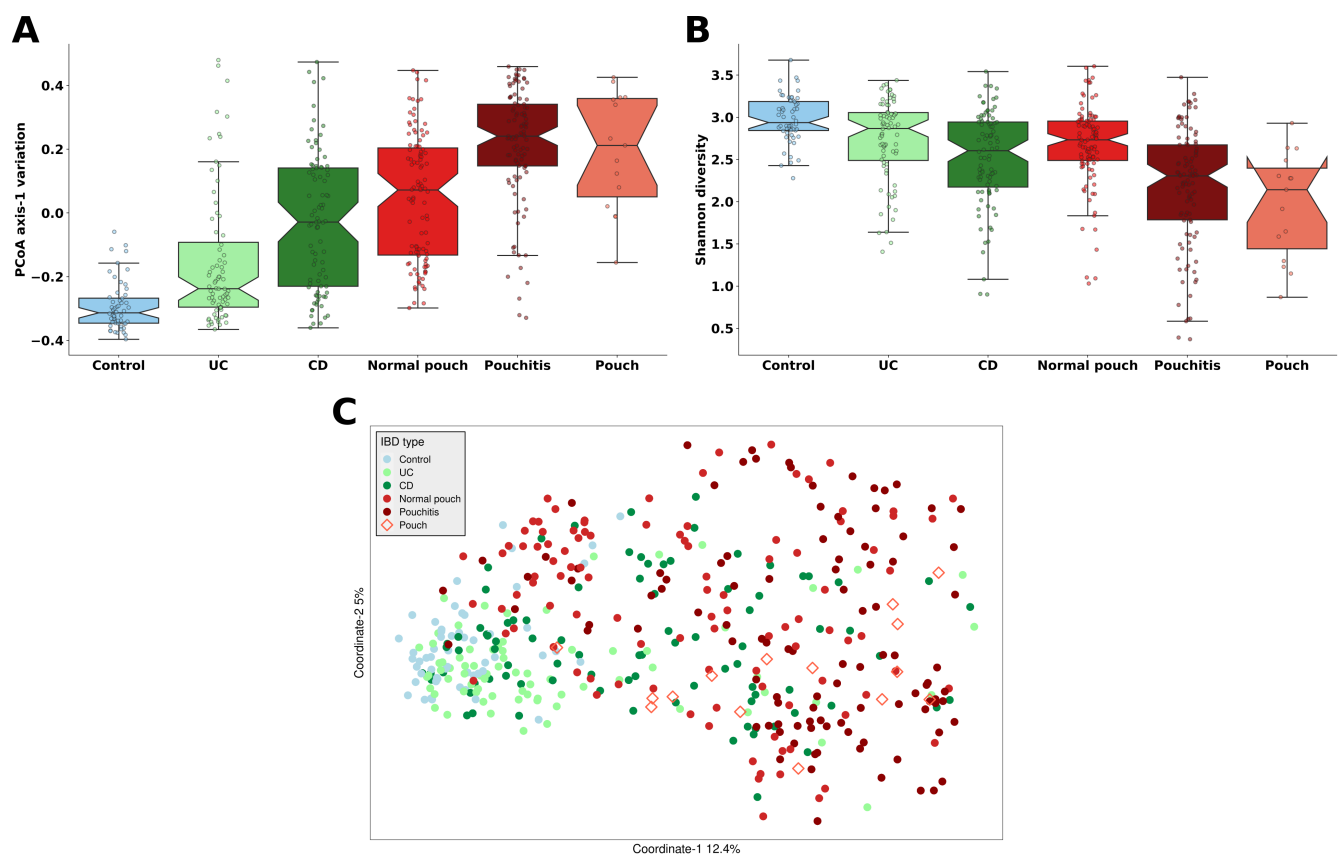 A
PCoA axis-1 variation
0.4
0.2
0.0
−0.2
−0.4
Control UC CD Normal pouch Pouchitis Pouch
B
Shannon diversity
3.5
3.0
2.5
2.0
1.5
1.0
0.5
Control UC CD Normal pouch Pouchitis Pouch
C
IBD type
Control
UC
CD
Normal pouch
Pouchitis
Pouch
Coordinate-2 5%
Coordinate-1 12.4%